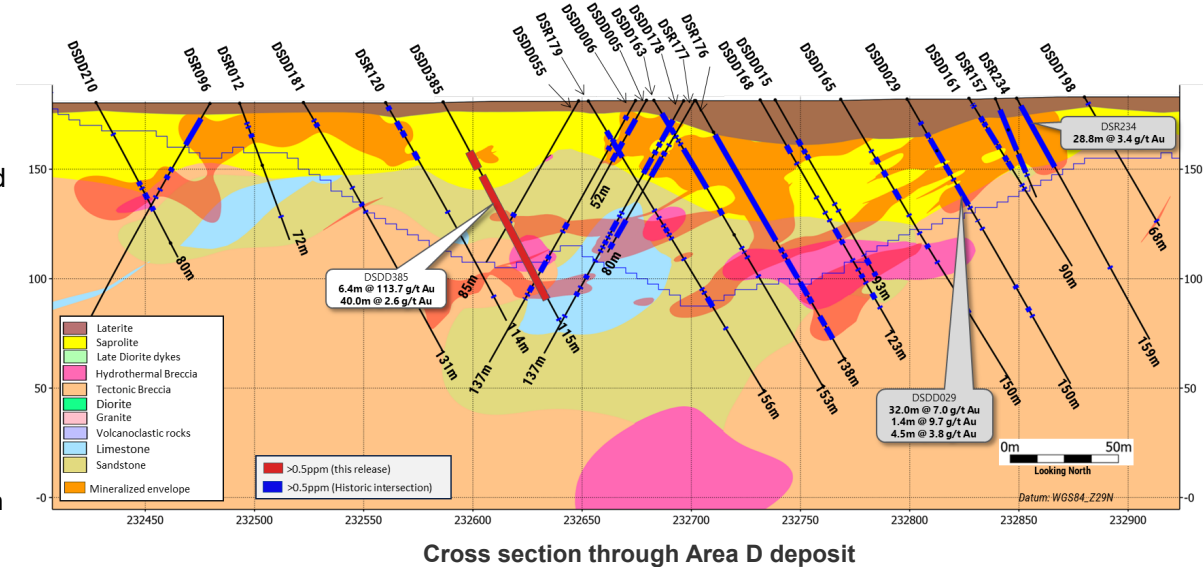 DSDD210
DSR096
DSR012
DSDD181
DSR120
DSDD385
DSDD055
DSR179
DSDD006
DSDD005
DSDD163
DSDD178
DSR177
DSR176
DSDD168
DSDD015
DSDD165
DSDD029
DSDD161
DSR157
DSR234
DSDD198
d
n
150
100
50
-0
150
100
50
-0
DSR234
28.8m @ 3.4 g/t Au
DSDD385
6.4m @ 113.7 g/t Au
40.0m @ 2.6 g/t Au
DSDD029
32.0m @ 7.0 g/t Au
1.4m @ 9.7 g/t Au
4.5m @ 3.8 g/t Au
80m
72m
131m
85m
137m
114m
137m
115m
52m
80m
156m
153m
138m
93m
123m
150m
150m
90m
68m
159m
Laterite
Saprolite
Late Diorite dykes
Hydrothermal Breccia
Tectonic Breccia
Diorite
Granite
Volcanoclastic rocks
Limestone
Sandstone
Mineralized envelope
>0.5ppm (this release)
>0.5ppm (Historic intersection)
0m 50m
Looking North
Datum: WGS84_Z29N
232450 232500 232550 232600 232650 232700 232750 232800 232850 232900
Cross section through Area D deposit